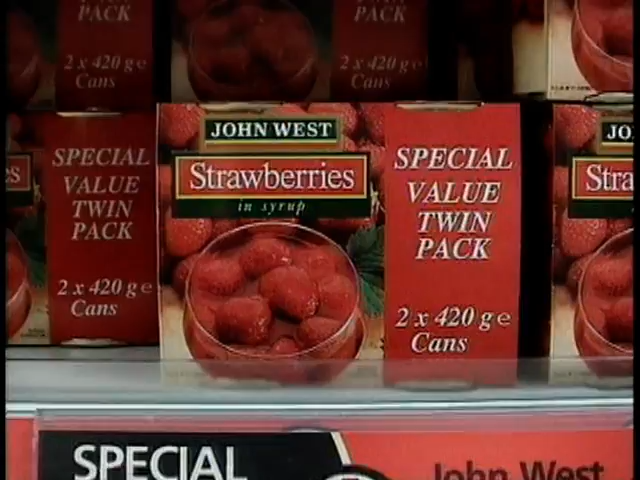 PACK
2 x 420 g e
Cans
PACK
2 x 420 g e
Cans
SPECIAL
VALUE
TWIN
PACK
2 x 420 g e
Cans
JOHN WEST
Strawberries
in syrup
SPECIAL
VALUE
TWIN
PACK
2 x 420 g e
Cans
SPECIAL
John West